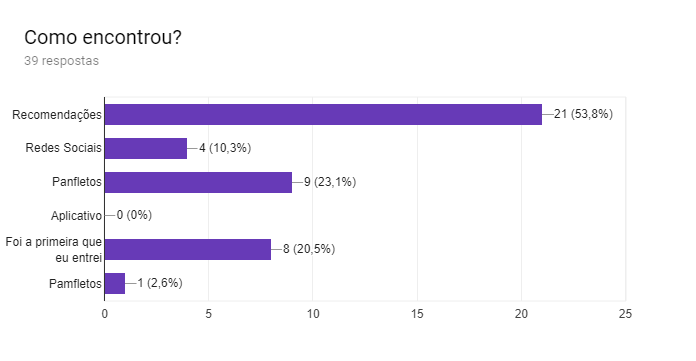 Como encontrou?
39 respostas
Recomendações
21 (53,8%)
Redes Sociais
4 (10,3%)
Panfletos
9 (23,1%)
Aplicativo
0 (0%)
Foi a primeira que
eu entrei
8 (20,5%)
Pamfletos
1 (2,6%)
0
5
10
15
20
25